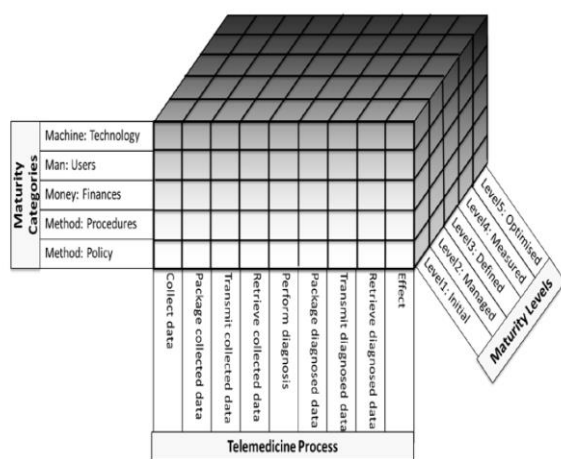 Maturity
Categories
Machine: Technology
Man: Users
Money: Finances
Method: Procedures
Method: Policy
Collect data
Package collected data
Transmit collected data
Retrieve collected data
Perform diagnosis
Package diagnosed data
Transmit diagnosed data
Retrieve diagnosed data
Effect
Telemedicine Process
Level1: Initial
Level2: Managed
Level3: Defined
Level4: Measured
Level5: Optimised
Maturity Levels